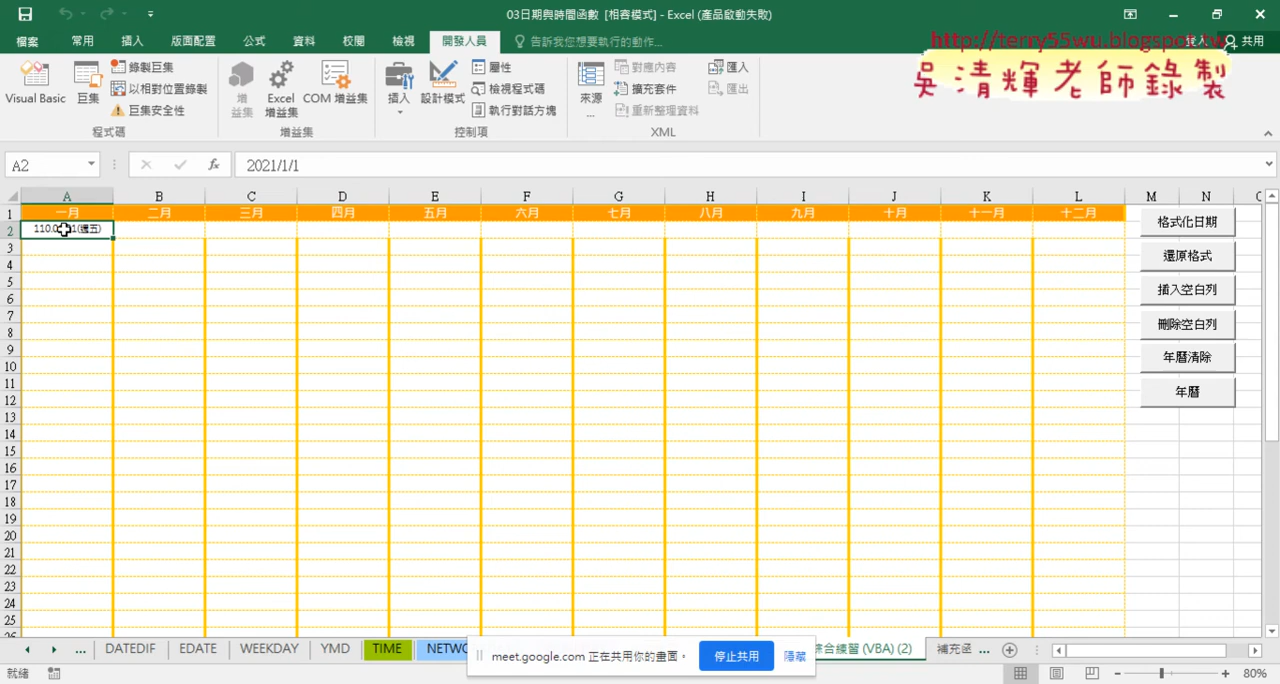 03日期與時間函數 [相容模式] - Excel (產品啟動失敗)
檔案 常用 插入 版面配置 公式 資料 校閱 檢視 開發人員 告訴我您想要執行的動作... 登入 共用
http://terry55wu.blogspot.tw
吳清輝老師錄製
Visual Basic 巨集 錄製巨集 以相對位置錄製 巨集安全性 程式碼
增益集 Excel 增益集 COM 增益集 增益集
插入 設計模式 屬性 檢視程式碼 執行對話方塊 控制項
來源... 對應內容 擴充套件 重新整理資料 匯入 匯出 XML
A2 fx 2021/1/1
A B C D E F G H I J K L M N
1 一月 二月 三月 四月 五月 六月 七月 八月 九月 十月 十一月 十二月
2 (週五)
3
4
5
6
7
8
9
10
11
12
13
14
15
16
17
18
19
20
21
22
23
24
25
格式化日期
還原格式
插入空白列
刪除空白列
年曆清除
年曆
... DATEDIF EDATE WEEKDAY YMD TIME NETWO 綜合練習 (VBA) (2) 補充函 ...
meet.google.com 正在共用你的畫面。 停止共用 隱藏
就緒 80%